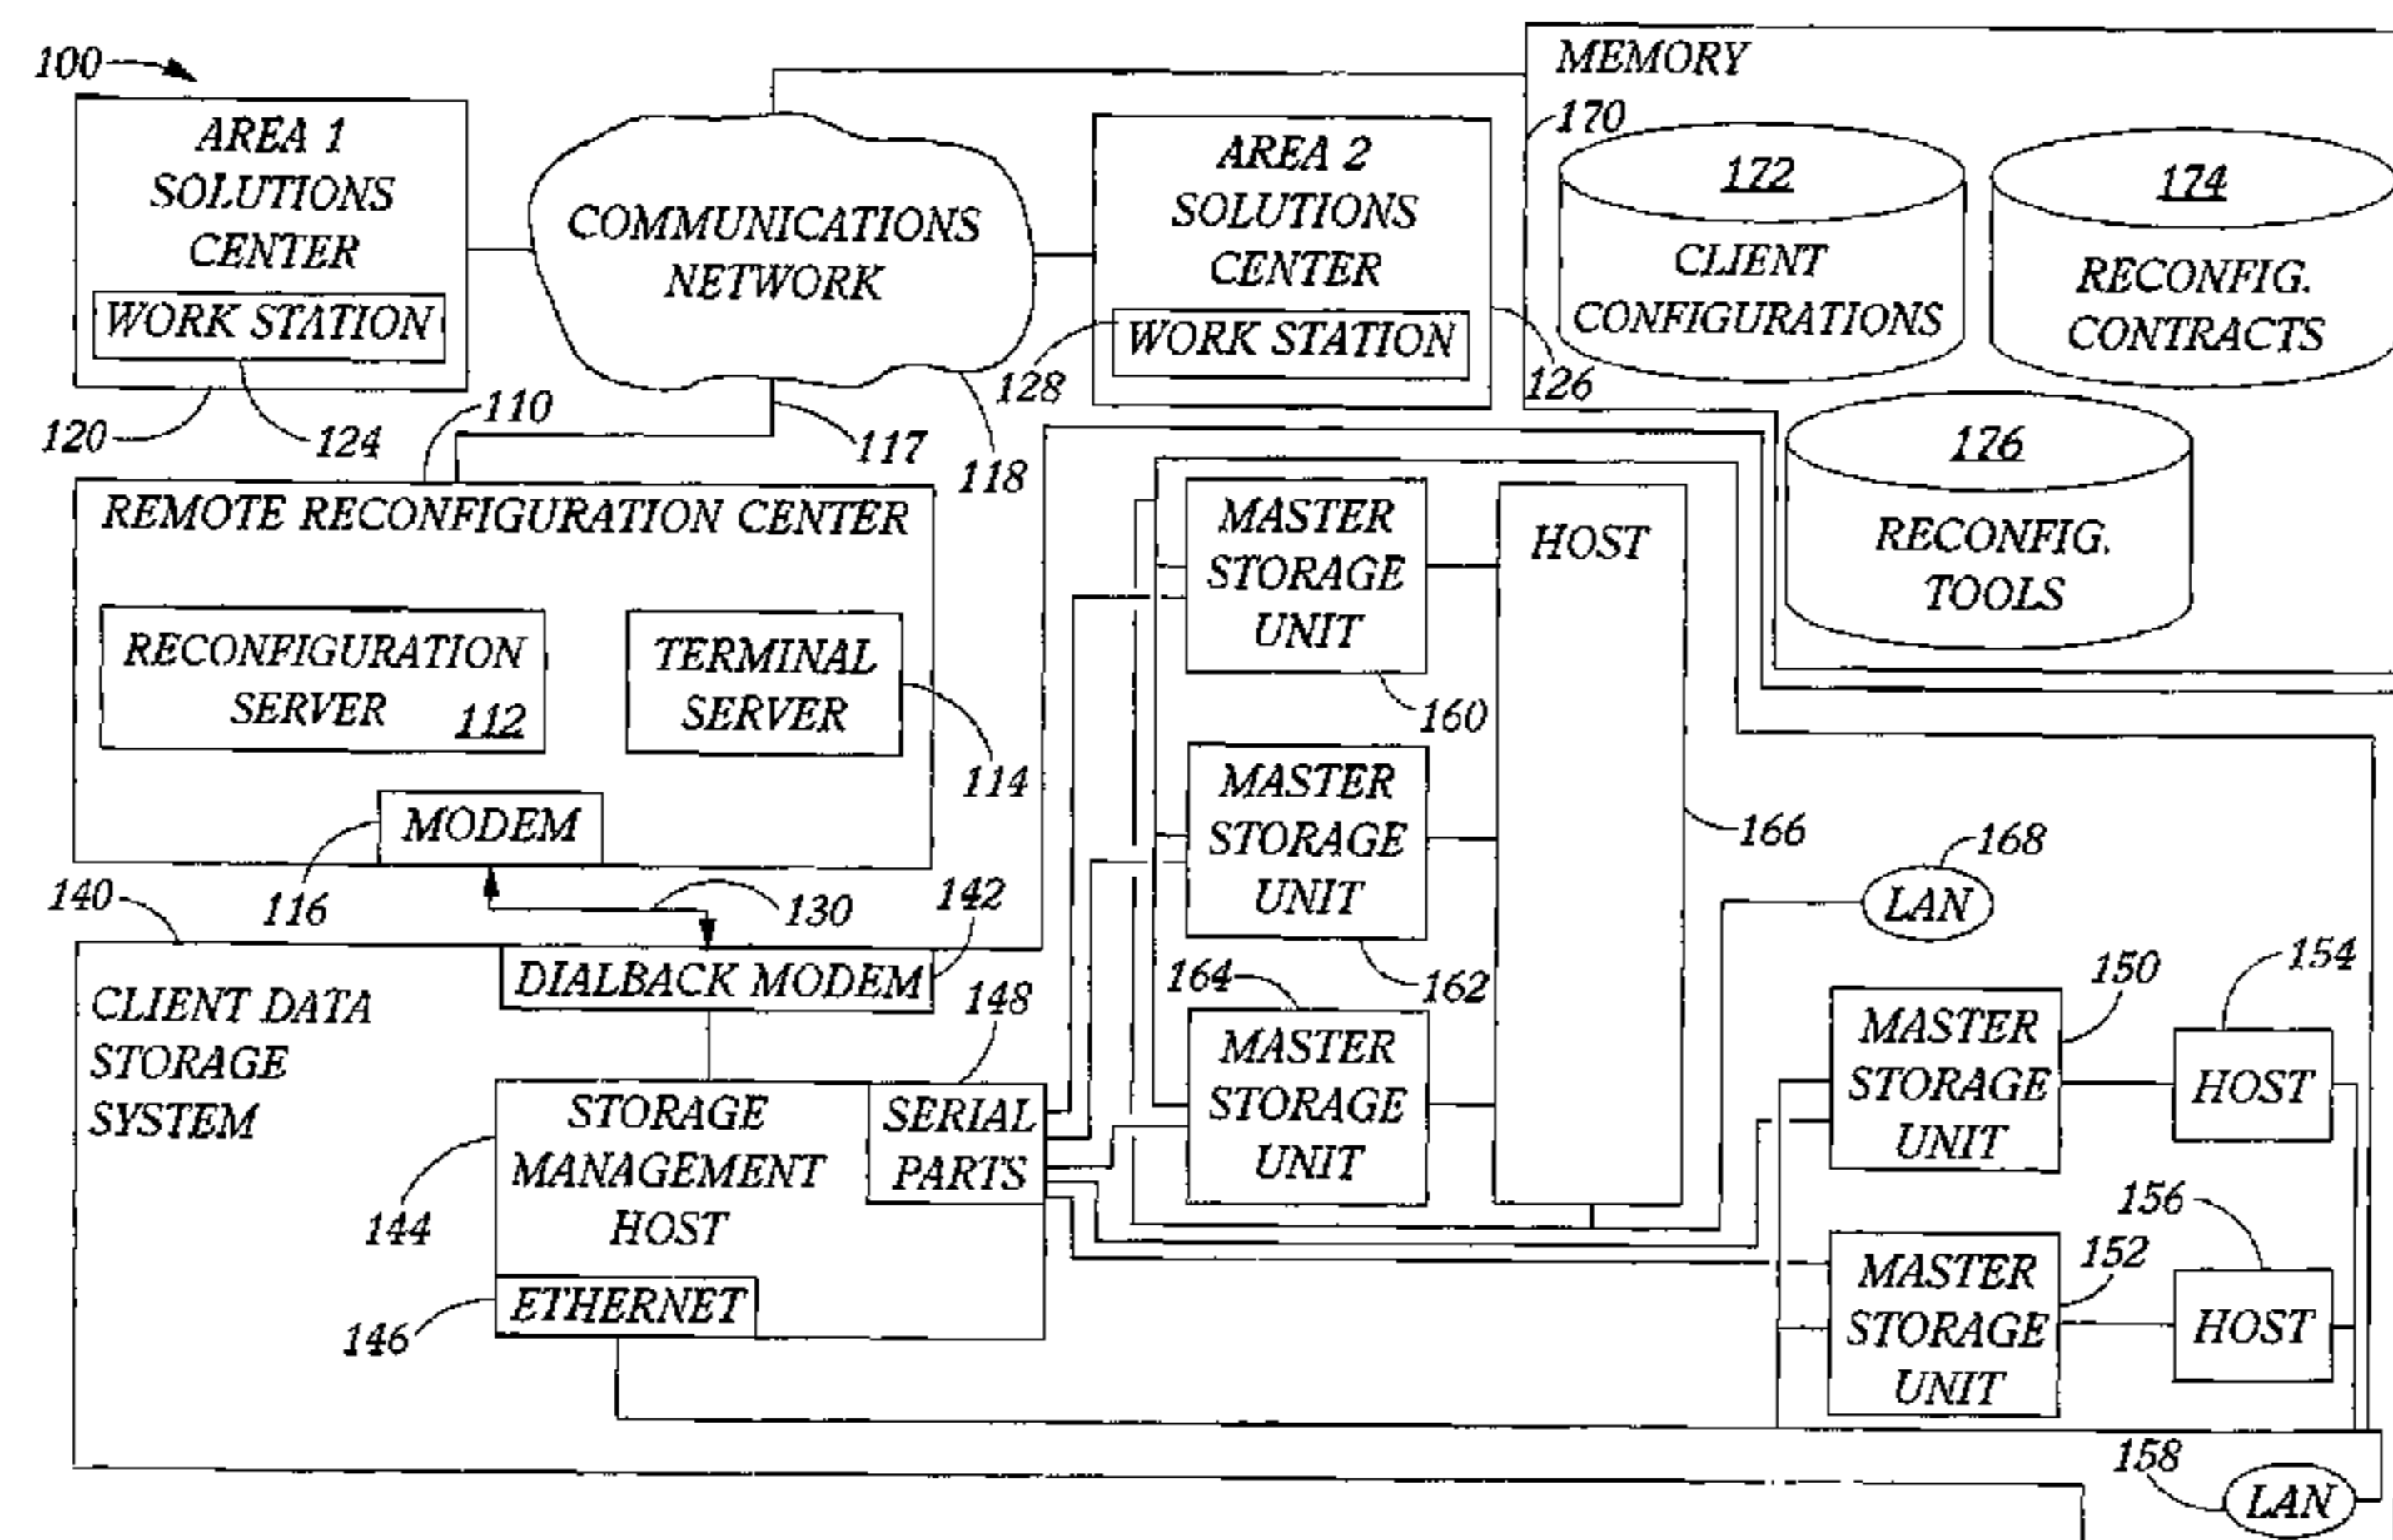 100
AREA 1
SOLUTIONS
CENTER
WORK STATION
120
124
COMMUNICATIONS
NETWORK
117
118
AREA 2
SOLUTIONS
CENTER
WORK STATION
128
126
MEMORY
170
172
CLIENT
CONFIGURATIONS
174
RECONFIG.
CONTRACTS
176
RECONFIG.
TOOLS
110
REMOTE RECONFIGURATION CENTER
RECONFIGURATION
SERVER 112
TERMINAL
SERVER
114
MODEM
116
130
140
142
DIALBACK MODEM
CLIENT DATA
STORAGE
SYSTEM
148
STORAGE
MANAGEMENT
HOST
SERIAL
PARTS
144
ETHERNET
146
MASTER
STORAGE
UNIT
160
MASTER
STORAGE
UNIT
162
164
MASTER
STORAGE
UNIT
HOST
166
168
LAN
150
MASTER
STORAGE
UNIT
154
HOST
152
MASTER
STORAGE
UNIT
156
HOST
158
LAN